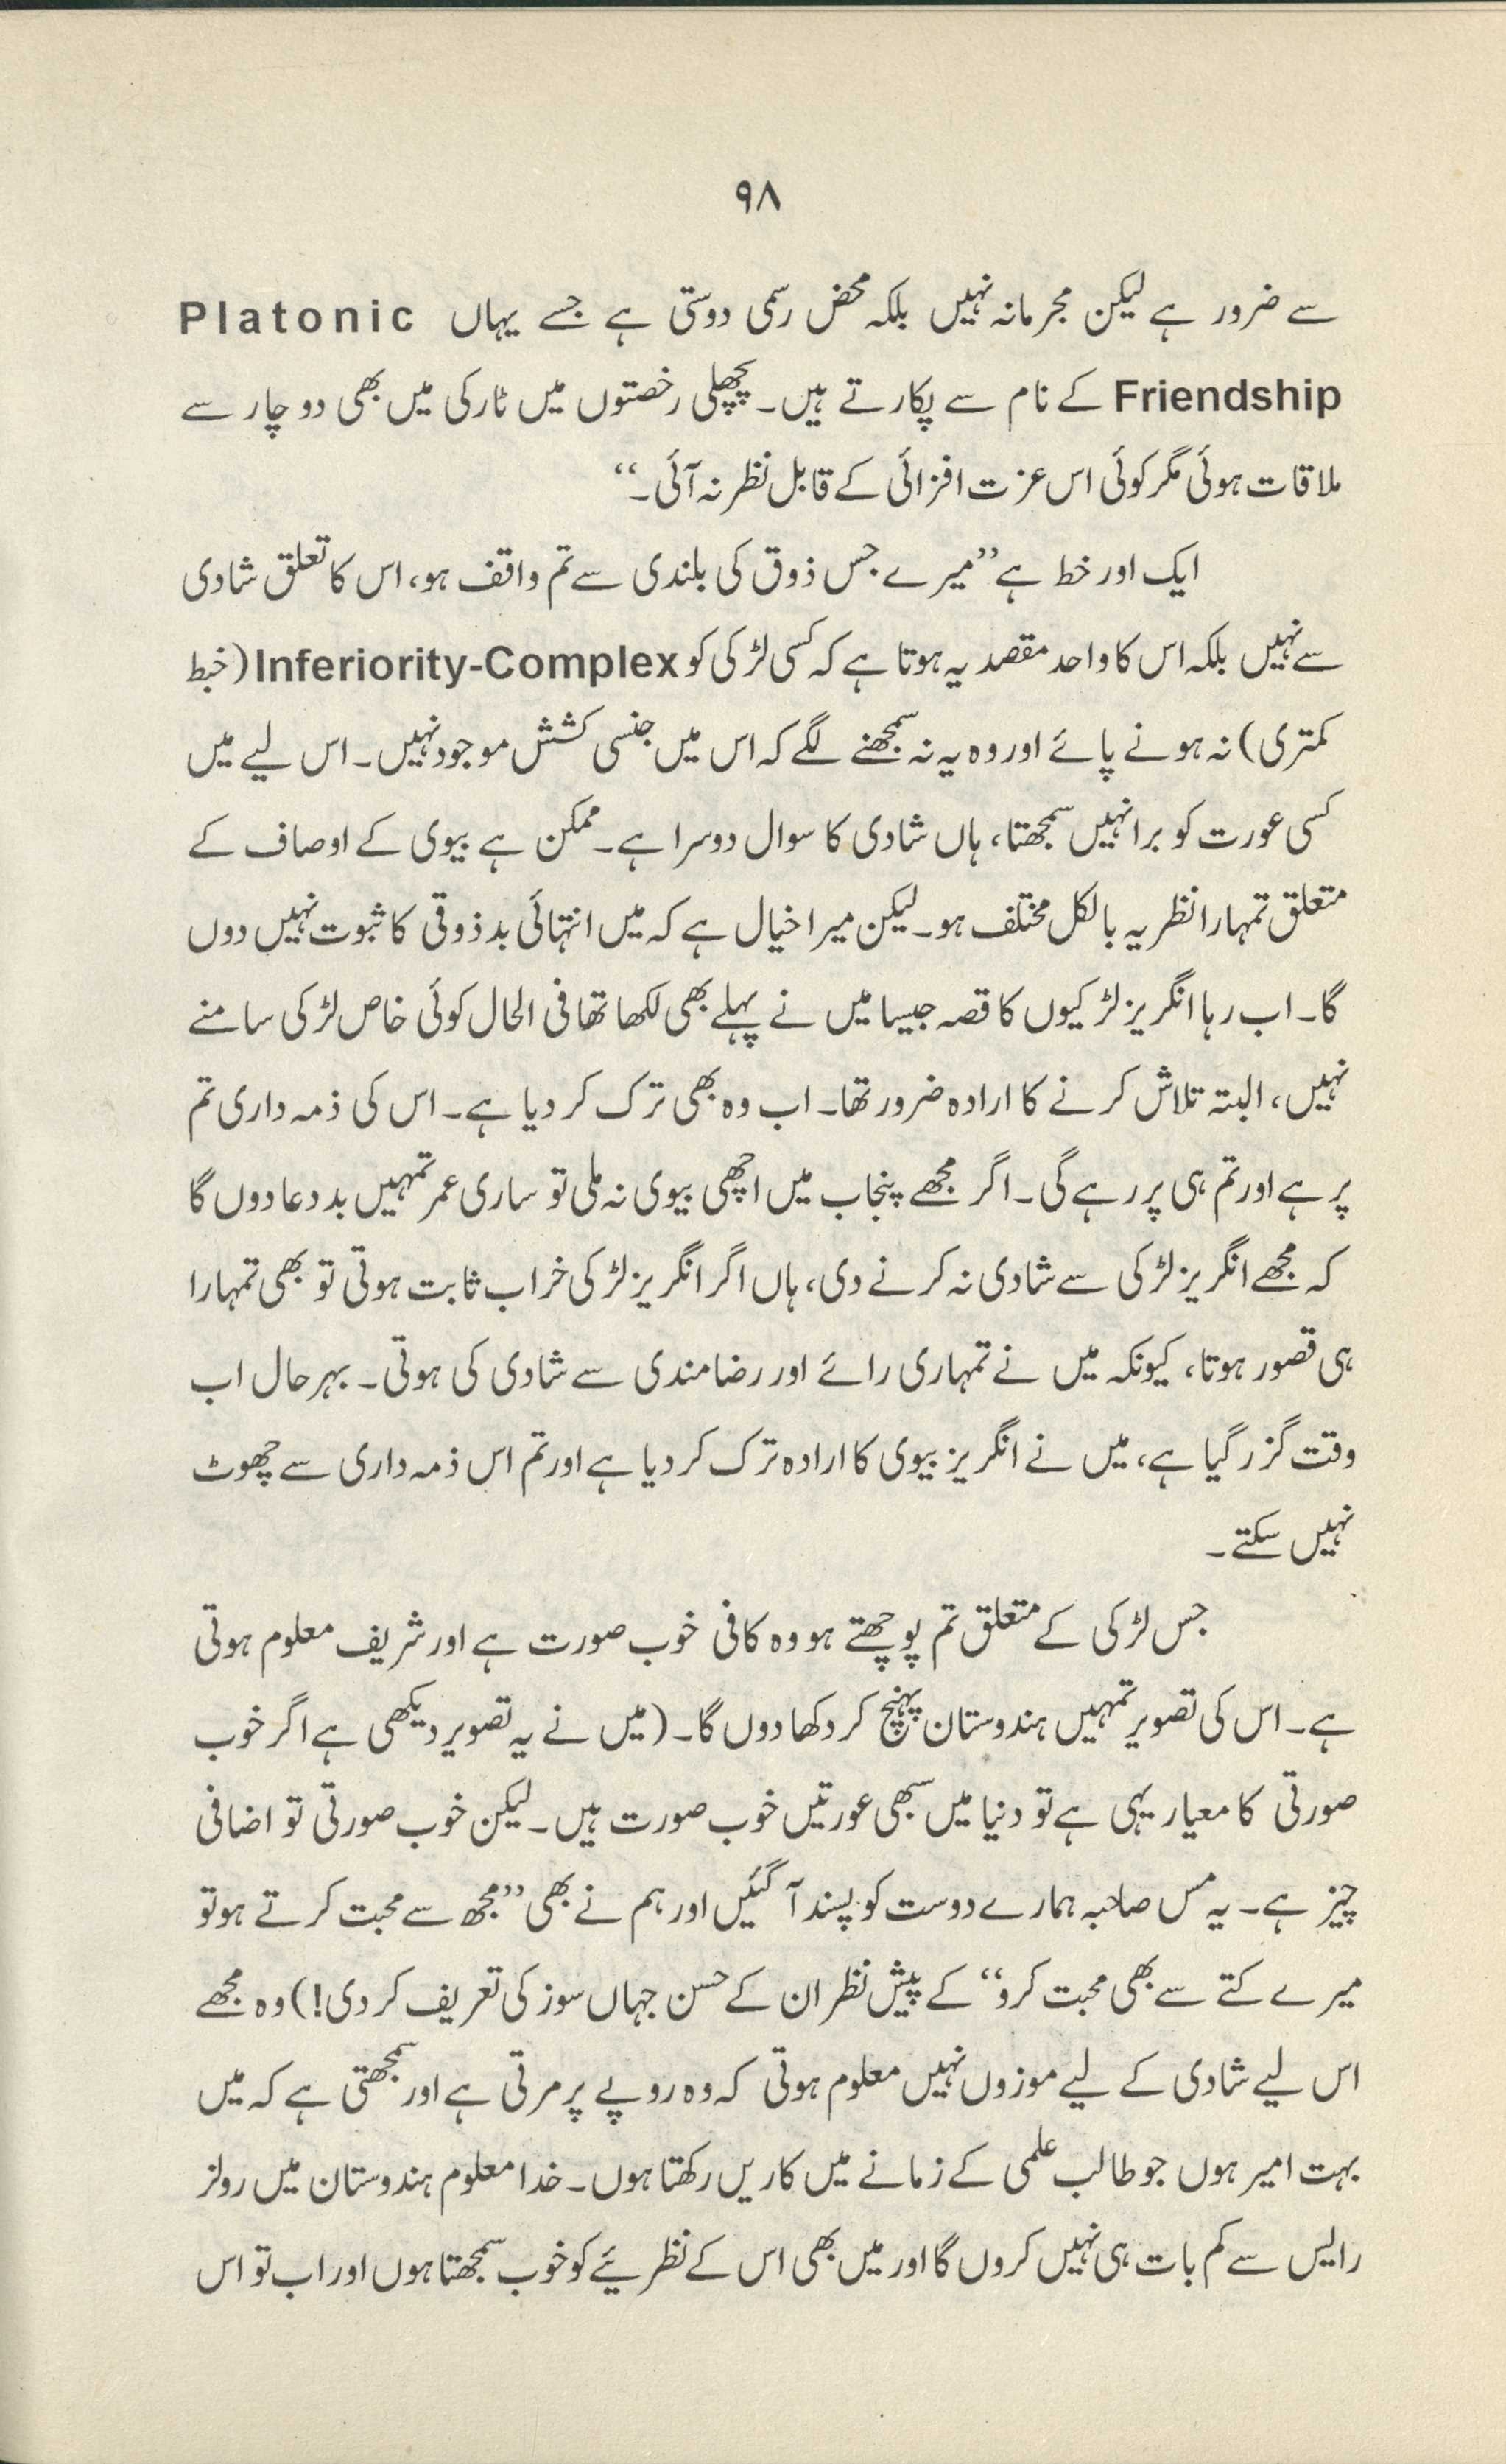 ۹۸
سے ضرور ہے لیکن مجرمانہ نہیں بلکہ محض رسمی دوستی ہے جسے یہاں Platonic
Friendship کے نام سے پکارتے ہیں۔ پچھلی رخصتوں میں ٹارکی میں بھی دو چار سے
ملاقات ہوئی مگر کوئی اس عزت افزائی کے قابل نظر نہ آئی۔‘‘
ایک اور خط ہے ’’میرے جس ذوق کی بلندی سے تم واقف ہو، اس کا تعلق شادی
سے نہیں بلکہ اس کا واحد مقصد یہ ہوتا ہے کہ کسی لڑکی کو Inferiority-Complex (خبط
کمتری) نہ ہونے پائے اور وہ یہ نہ سمجھنے لگے کہ اس میں جنسی کشش موجود نہیں۔ اس لیے میں
کسی عورت کو برا نہیں سمجھتا، ہاں شادی کا سوال دوسرا ہے۔ ممکن ہے بیوی کے اوصاف کے
متعلق تمہارا نظریہ بالکل مختلف ہو۔ لیکن میرا خیال ہے کہ میں انتہائی بدذوقی کا ثبوت نہیں دوں
گا۔ اب رہا انگریز لڑکیوں کا قصہ جیسا میں نے پہلے بھی لکھا تھا فی الحال کوئی خاص لڑکی سامنے
نہیں، البتہ تلاش کرنے کا ارادہ ضرور تھا۔ اب وہ بھی ترک کر دیا ہے۔ اس کی ذمہ داری تم
پر ہے اور تم ہی پر رہے گی۔ اگر مجھے پنجاب میں اچھی بیوی نہ ملی تو ساری عمر تمہیں بددعا دوں گا
کہ مجھے انگریز لڑکی سے شادی نہ کرنے دی، ہاں اگر انگریز لڑکی خراب ثابت ہوتی تو بھی تمہارا
ہی قصور ہوتا، کیونکہ میں نے تمہاری رائے اور رضامندی سے شادی کی ہوتی۔ بہرحال اب
وقت گزر گیا ہے، میں نے انگریز بیوی کا ارادہ ترک کر دیا ہے اور تم اس ذمہ داری سے چھوٹ
نہیں سکتے۔
جس لڑکی کے متعلق تم پوچھتے ہو وہ کافی خوب صورت ہے اور شریف معلوم ہوتی
ہے۔ اس کی تصویر تمہیں ہندوستان پہنچ کر دکھا دوں گا۔ (میں نے یہ تصویر دیکھی ہے اگر خوب
صورتی کا معیار یہی ہے تو دنیا میں سبھی عورتیں خوب صورت ہیں۔ لیکن خوب صورتی تو اضافی
چیز ہے۔ یہ مس صاحبہ ہمارے دوست کو پسند آ گئیں اور ہم نے بھی ’’مجھ سے محبت کرتے ہو تو
میرے کتے سے بھی محبت کرو‘‘ کے پیش نظر ان کے حسن جہاں سوز کی تعریف کر دی!) وہ مجھے
اس لیے شادی کے لیے موزوں نہیں معلوم ہوتی کہ وہ روپے پر مرتی ہے اور سمجھتی ہے کہ میں
بہت امیر ہوں جو طالب علمی کے زمانے میں کاریں رکھتا ہوں۔ خدا معلوم ہندوستان میں رولز
رایس سے کم بات ہی نہیں کروں گا اور میں بھی اس کے نظریئے کو خوب سمجھتا ہوں اور اب تو اس